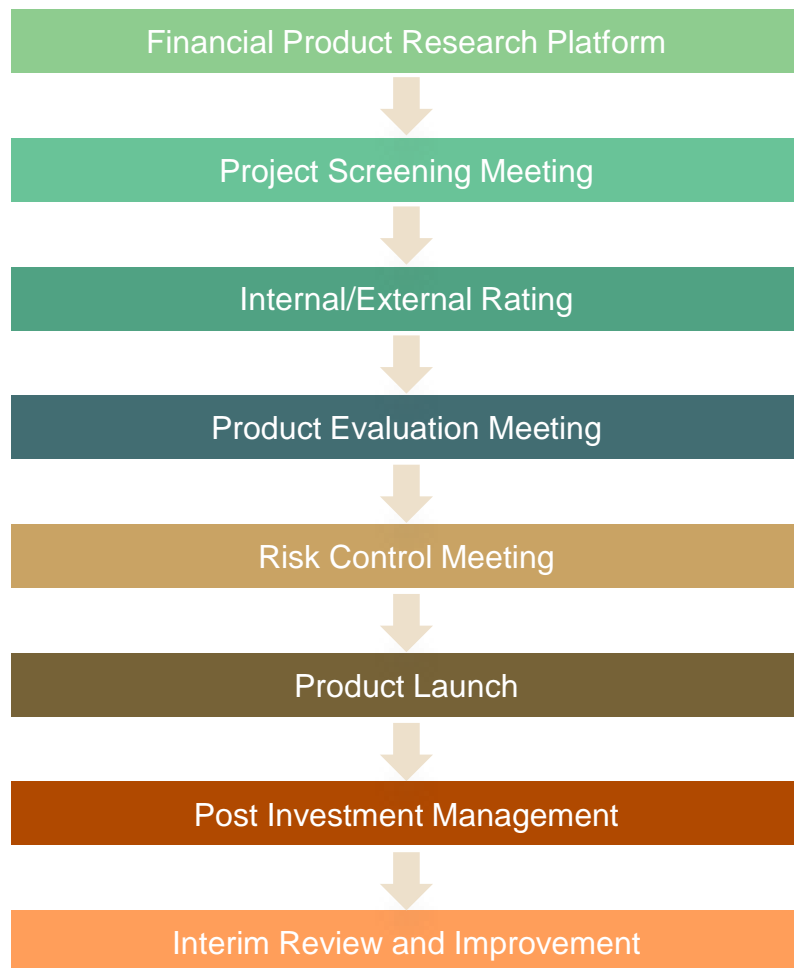 Financial Product Research Platform
Project Screening Meeting
Internal/External Rating
Product Evaluation Meeting
Risk Control Meeting
Product Launch
Post Investment Management
Interim Review and Improvement